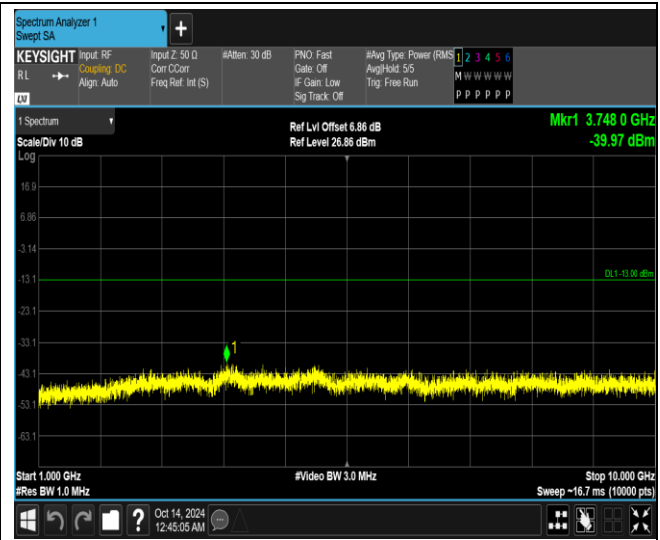 Spectrum Analyzer 1
Swept SA
+
KEYSIGHT Input: RF Input Z: 50 Ω #Atten: 30 dB PNO: Fast #Avg Type: Power (RMS 1 2 3 4 5 6
RL Coupling: DC Corr CCorr Gate: Off Avg|Hold: 5/5 M W W W W W
Align: Auto Freq Ref: Int (S) IF Gain: Low Trig: Free Run
Sig Track: Off P P P P P P
LXI
1 Spectrum Ref Lvl Offset 6.86 dB Mkr1 3.748 0 GHz
Scale/Div 10 dB Ref Level 26.86 dBm -39.97 dBm
Log
16.9
6.86
-3.14
DL1 -13.00 dBm
-13.1
-23.1
-33.1
1
-43.1
-53.1
-63.1
Start 1.000 GHz #Video BW 3.0 MHz Stop 10.000 GHz
#Res BW 1.0 MHz Sweep ~16.7 ms (10000 pts)
? Oct 14, 2024
12:45:05 AM